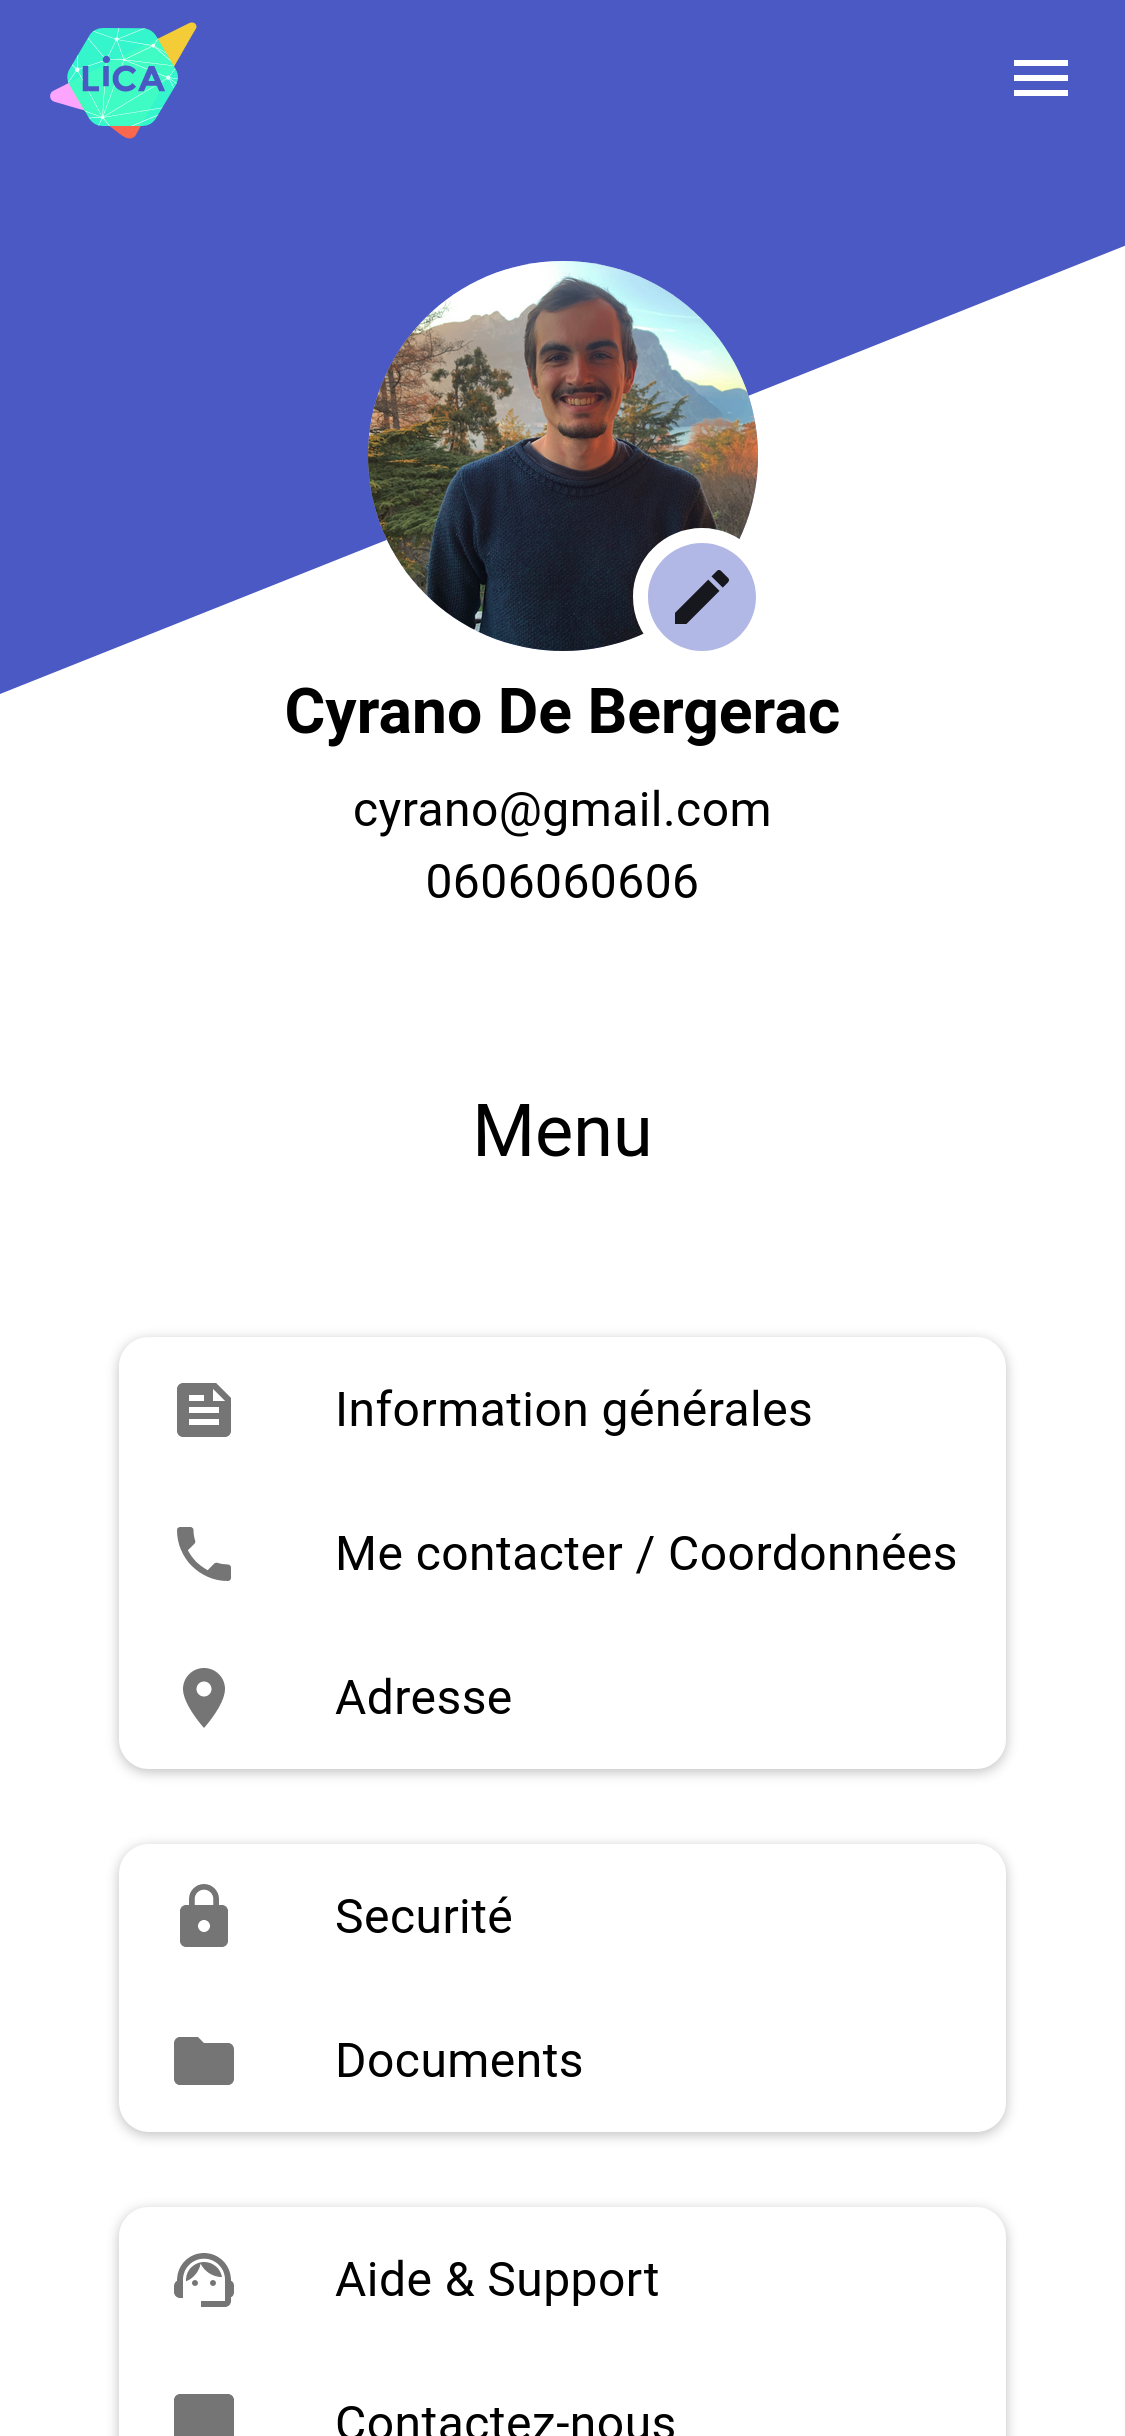 LiCA
Cyrano De Bergerac
cyrano@gmail.com
0606060606
Menu
Information générales
Me contacter / Coordonnées
Adresse
Securité
Documents
Aide & Support
Contactez-nous